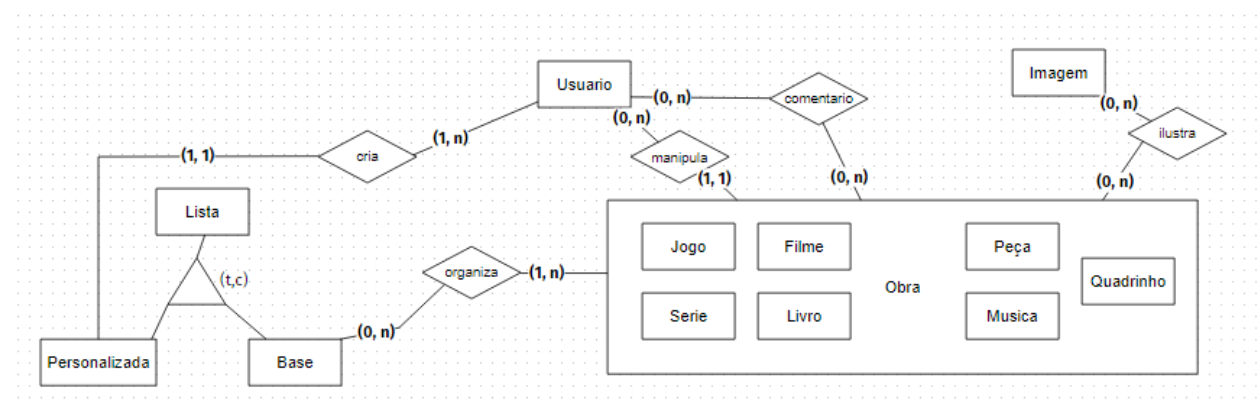 Usuario
Imagem
(0, n)
comentario
(0, n)
(0, n)
(1, n)
ilustra
(1, 1)
cria
manipula
(1, 1)
(0, n)
(0, n)
Lista
Jogo
Filme
Peça
(t,c)
organiza
(1, n)
Quadrinho
Obra
Serie
Livro
Musica
(0, n)
Personalizada
Base